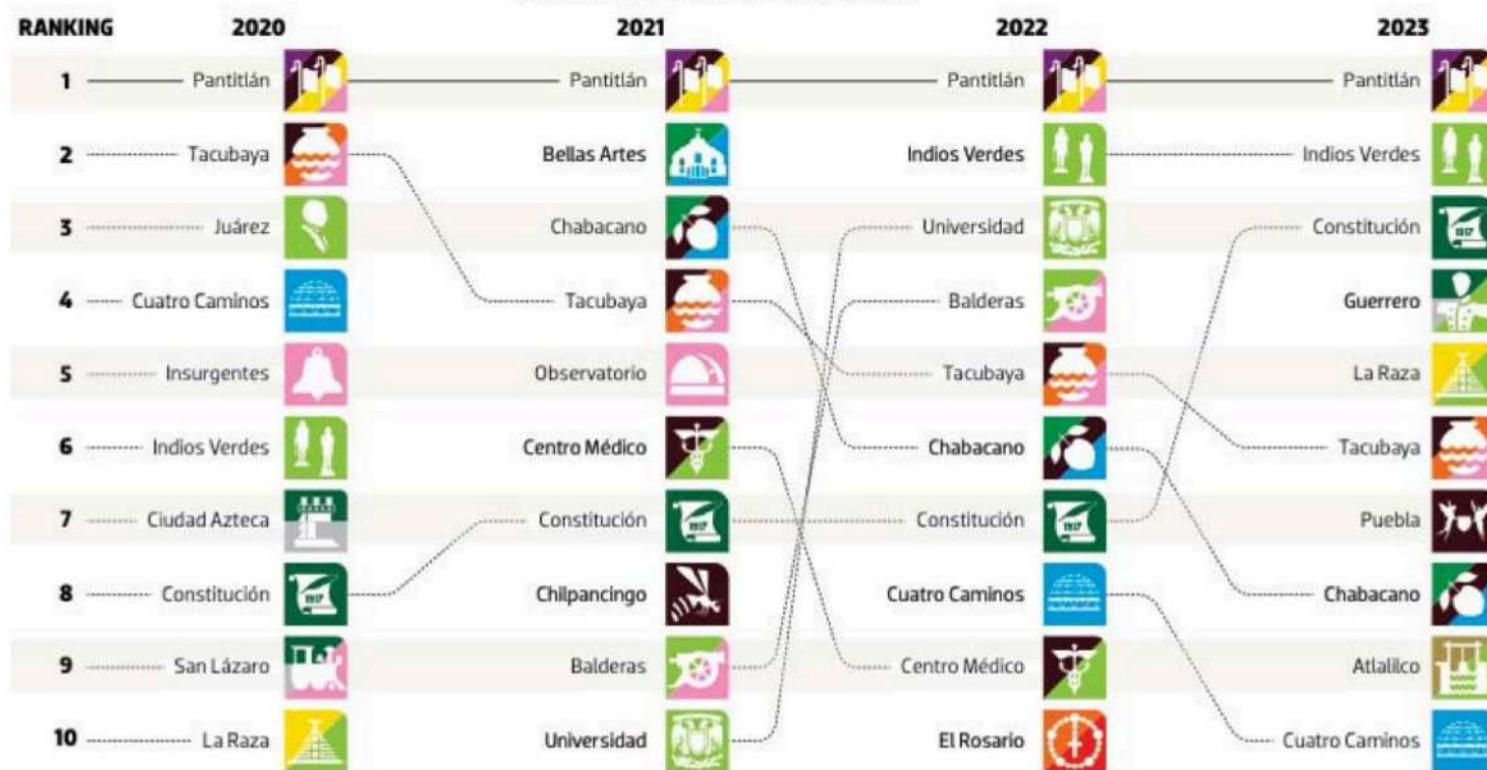 RANKING 2020 2021 2022 2023
1 Pantitlán Pantitlán Pantitlán Pantitlán
2 Tacubaya Bellas Artes Indios Verdes Indios Verdes
3 Juárez Chabacano Universidad Constitución
4 Cuatro Caminos Tacubaya Balderas Guerrero
5 Insurgentes Observatorio Tacubaya La Raza
6 Indios Verdes Centro Médico Chabacano Tacubaya
7 Ciudad Azteca Constitución Constitución Puebla
8 Constitución Chilpancingo Cuatro Caminos Chabacano
9 San Lázaro Balderas Centro Médico Atlalilco
10 La Raza Universidad El Rosario Cuatro Caminos